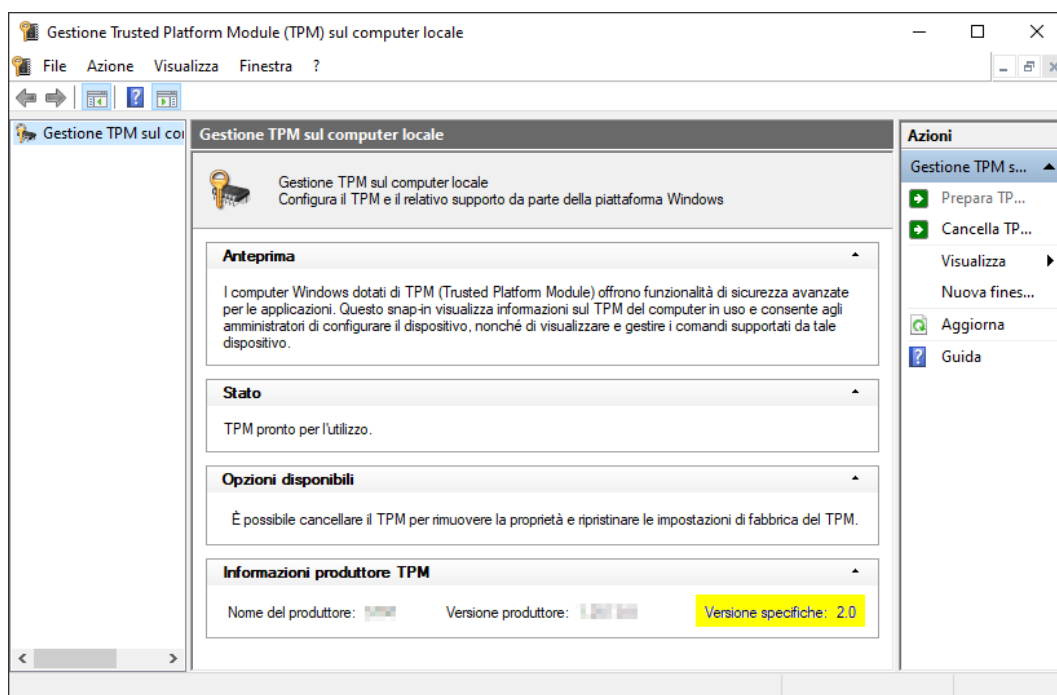 Gestione Trusted Platform Module (TPM) sul computer locale
File Azione Visualizza Finestra ?
Gestione TPM sul cor
Gestione TPM sul computer locale
Gestione TPM sul computer locale
Configura il TPM e il relativo supporto da parte della piattaforma Windows
Anteprima
I computer Windows dotati di TPM (Trusted Platform Module) offrono funzionalità di sicurezza avanzate
per le applicazioni. Questo snap-in visualizza informazioni sul TPM del computer in uso e consente agli
amministratori di configurare il dispositivo, nonché di visualizzare e gestire i comandi supportati da tale
dispositivo.
Stato
TPM pronto per l'utilizzo.
Opzioni disponibili
È possibile cancellare il TPM per rimuovere la proprietà e ripristinare le impostazioni di fabbrica del TPM.
Informazioni produttore TPM
Nome del produttore: Versione produttore: Versione specifiche: 2.0
Azioni
Gestione TPM s...
Prepara TP...
Cancella TP...
Visualizza
Nuova fines...
Aggiorna
Guida